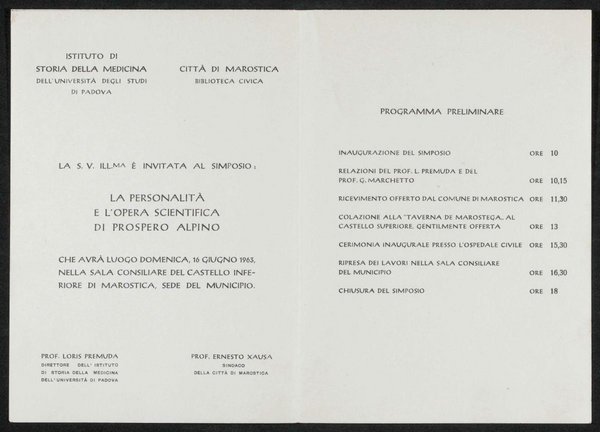 ISTITUTO DI
STORIA DELLA MEDICINA
DELL'UNIVERSITÀ DEGLI STUDI
DI PADOVA
CITTÀ DI MAROSTICA
BIBLIOTECA CIVICA
LA S. V. ILL.MA È INVITATA AL SIMPOSIO:
LA PERSONALITÀ
E L'OPERA SCIENTIFICA
DI PROSPERO ALPINO
CHE AVRÀ LUOGO DOMENICA, 16 GIUGNO 1963,
NELLA SALA CONSILIARE DEL CASTELLO INFE-
RIORE DI MAROSTICA, SEDE DEL MUNICIPIO.
PROF. LORIS PREMUDA
DIRETTORE DELL'ISTITUTO
DI STORIA DELLA MEDICINA
DELL'UNIVERSITÀ DI PADOVA
PROF. ERNESTO XAUSA
SINDACO
DELLA CITTÀ DI MAROSTICA
PROGRAMMA PRELIMINARE
INAUGURAZIONE DEL SIMPOSIO ORE 10
RELAZIONI DEL PROF. L. PREMUDA E DEL
PROF. G. MARCHETTO ORE 10,15
RICEVIMENTO OFFERTO DAL COMUNE DI MAROSTICA ORE 11,30
COLAZIONE ALLA "TAVERNA DE MAROSTEGA„ AL
CASTELLO SUPERIORE, GENTILMENTE OFFERTA ORE 13
CERIMONIA INAUGURALE PRESSO L'OSPEDALE CIVILE ORE 15,30
RIPRESA DEI LAVORI NELLA SALA CONSILIARE
DEL MUNICIPIO ORE 16,30
CHIUSURA DEL SIMPOSIO ORE 18